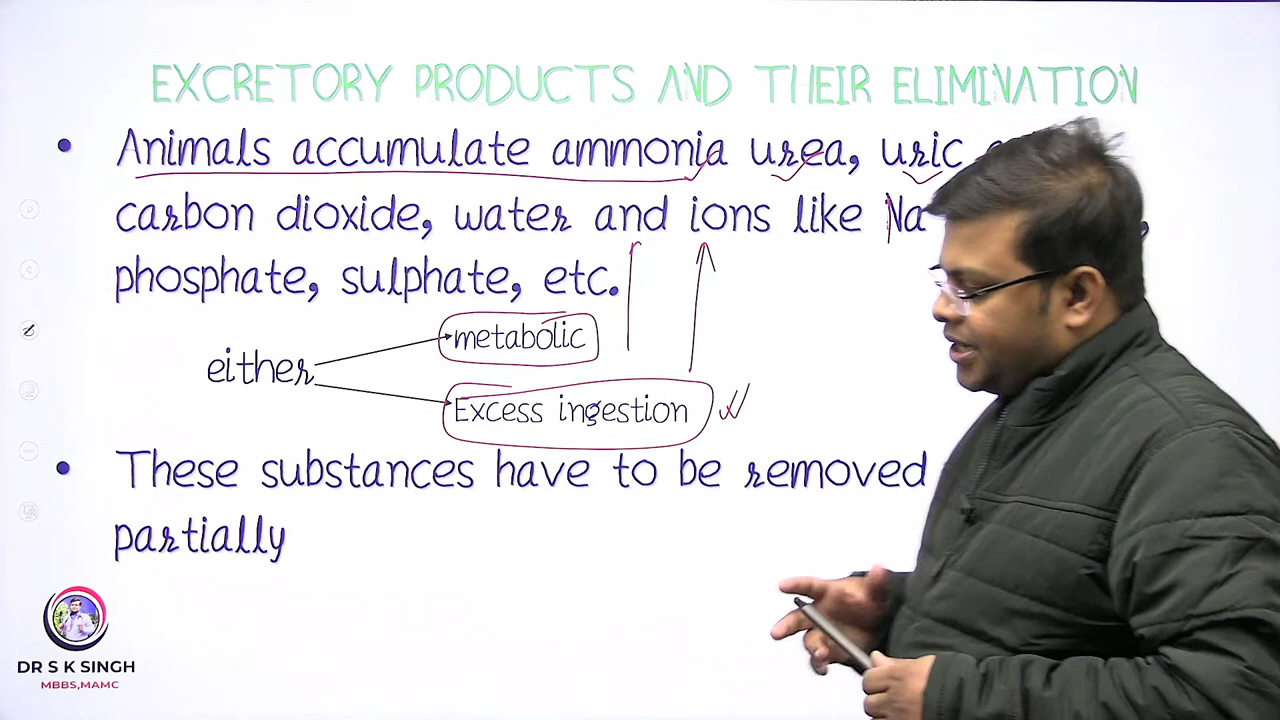 EXCRETORY PRODUCTS AND THEIR ELIMINATION
• Animals accumulate ammonia urea, uric
carbon dioxide, water and ions like Na
phosphate, sulphate, etc.
metabolic
either
Excess ingestion
• These substances have to be removed
partially
DR S K SINGH
MBBS,MAMC